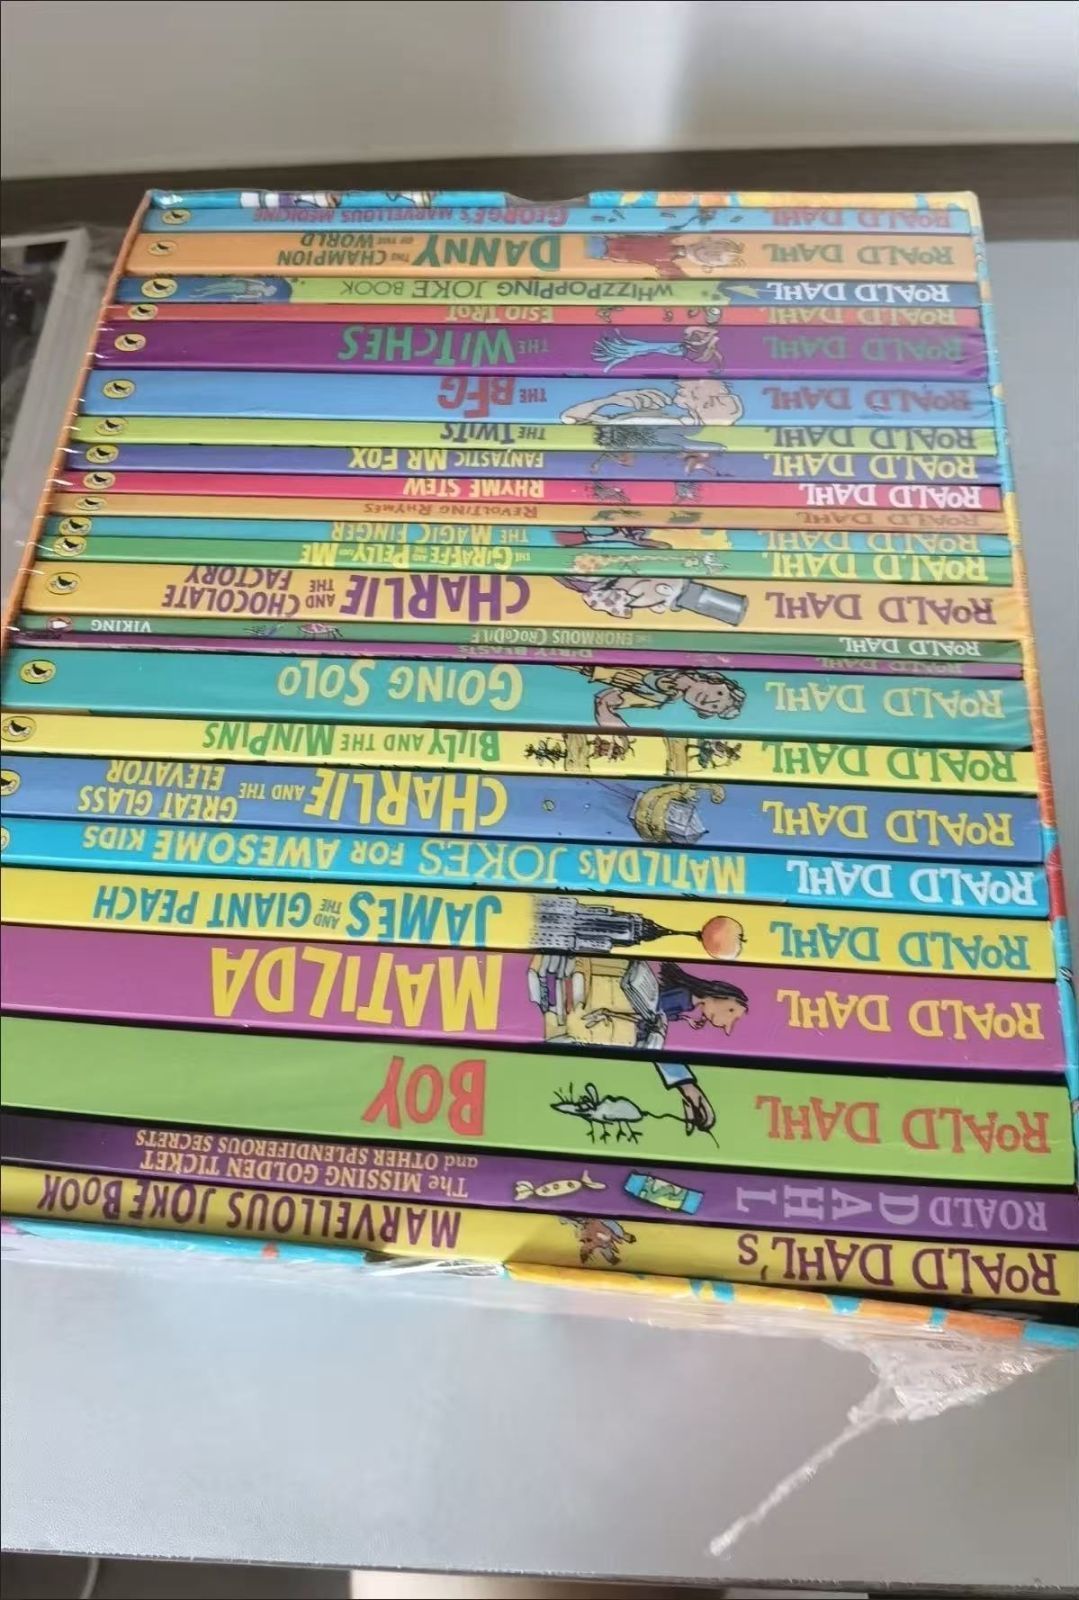 ROALD DAHL GEORGE'S MARVELLOUS MEDICINE
ROALD DAHL DANNY THE CHAMPION OF THE WORLD
ROALD DAHL WHIZZPOPPING JOKE BOOK
ROALD DAHL ESIO TROT
ROALD DAHL THE WITCHES
ROALD DAHL THE BFG
ROALD DAHL THE TWITS
ROALD DAHL FANTASTIC MR FOX
ROALD DAHL RHYME STEW
ROALD DAHL REVOLTING RHYMES
ROALD DAHL THE MAGIC FINGER
ROALD DAHL THE GIRAFFE AND THE PELLY AND ME
ROALD DAHL CHARLIE AND THE CHOCOLATE FACTORY
ROALD DAHL THE ENORMOUS CROCODILE VIKING
ROALD DAHL DIRTY BEASTS
ROALD DAHL GOING SOLO
ROALD DAHL BILLY AND THE MINPINS
ROALD DAHL CHARLIE AND THE GREAT GLASS ELEVATOR
ROALD DAHL MATILDA'S JOKES FOR AWESOME KIDS
ROALD DAHL JAMES AND THE GIANT PEACH
ROALD DAHL MATILDA
ROALD DAHL BOY
ROALD DAHL The MISSING GOLDEN TICKET
and OTHER SPLENDIFEROUS SECRETS
ROALD DAHL'S MARVELLOUS JOKE BOOK